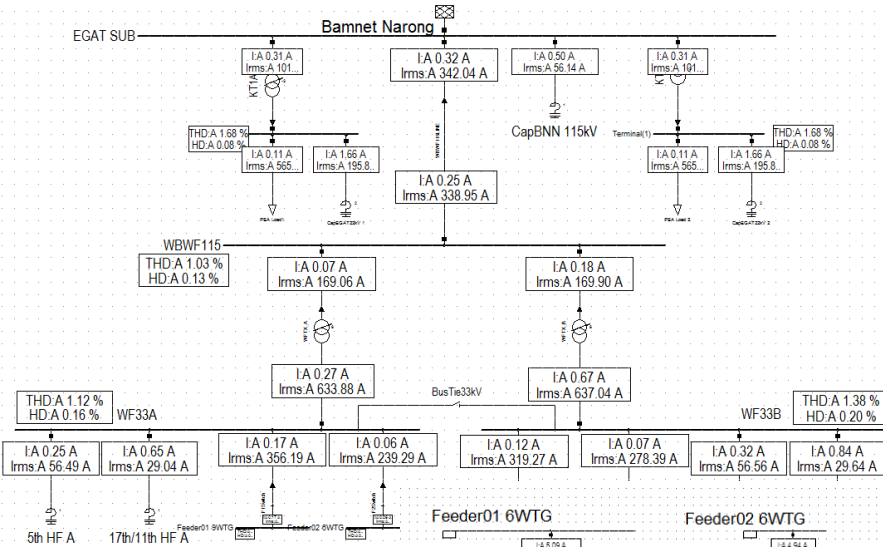 Bamnet Narong
EGAT SUB
I:A 0.31 A
Irms:A 101...
I:A 0.32 A
Irms:A 342.04 A
I:A 0.50 A
Irms:A 56.14 A
I:A 0.31 A
Irms:A 101...
KT1A
CapBNN 115kV
Terminal(1)
THD:A 1.68 %
HD:A 0.08 %
THD:A 1.68 %
HD:A 0.08 %
I:A 0.11 A
Irms:A 565...
I:A 1.66 A
Irms:A 195.8..
I:A 0.11 A
Irms:A 565...
I:A 1.66 A
Irms:A 195.8..
I:A 0.25 A
Irms:A 338.95 A
WBWF115
THD:A 1.03 %
HD:A 0.13 %
I:A 0.07 A
Irms:A 169.06 A
I:A 0.18 A
Irms:A 169.90 A
WFTX_A
WFTX_B
I:A 0.27 A
Irms:A 633.88 A
I:A 0.67 A
Irms:A 637.04 A
BusTie33kV
THD:A 1.12 %
HD:A 0.16 %
WF33A
WF33B
THD:A 1.38 %
HD:A 0.20 %
I:A 0.25 A
Irms:A 56.49 A
I:A 0.65 A
Irms:A 29.04 A
I:A 0.17 A
Irms:A 356.19 A
I:A 0.06 A
Irms:A 239.29 A
I:A 0.12 A
Irms:A 319.27 A
I:A 0.07 A
Irms:A 278.39 A
I:A 0.32 A
Irms:A 56.56 A
I:A 0.84 A
Irms:A 29.64 A
5th HF A
17th/11th HF A
Feeder01 9WTG
Feeder02 6WTG
Feeder01 6WTG
Feeder02 6WTG
I:A 5.09 A
I:A 4.94 A